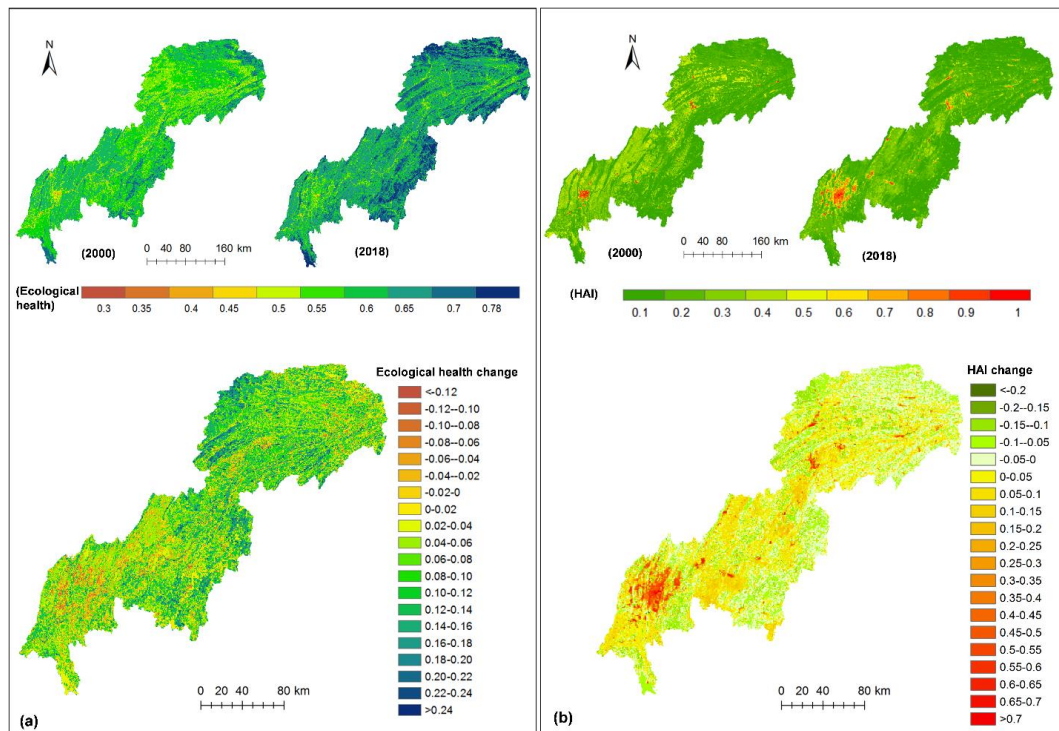 N
(2000)
0 40 80 160 km
(2018)
(Ecological
health)
0.3 0.35 0.4 0.45 0.5 0.55 0.6 0.65 0.7 0.78
Ecological health change
<-0.12
-0.12--0.10
-0.10--0.08
-0.08--0.06
-0.06--0.04
-0.04--0.02
-0.02-0
0-0.02
0.02-0.04
0.04-0.06
0.06-0.08
0.08-0.10
0.10-0.12
0.12-0.14
0.14-0.16
0.16-0.18
0.18-0.20
0.20-0.22
0.22-0.24
>0.24
0 20 40 80 km
(a)
N
(2000)
0 40 80 160 km
(2018)
(HAI)
0.1 0.2 0.3 0.4 0.5 0.6 0.7 0.8 0.9 1
HAI change
<-0.2
-0.2--0.15
-0.15--0.1
-0.1--0.05
-0.05-0
0-0.05
0.05-0.1
0.1-0.15
0.15-0.2
0.2-0.25
0.25-0.3
0.3-0.35
0.35-0.4
0.4-0.45
0.45-0.5
0.5-0.55
0.55-0.6
0.6-0.65
0.65-0.7
>0.7
0 20 40 80 km
(b)